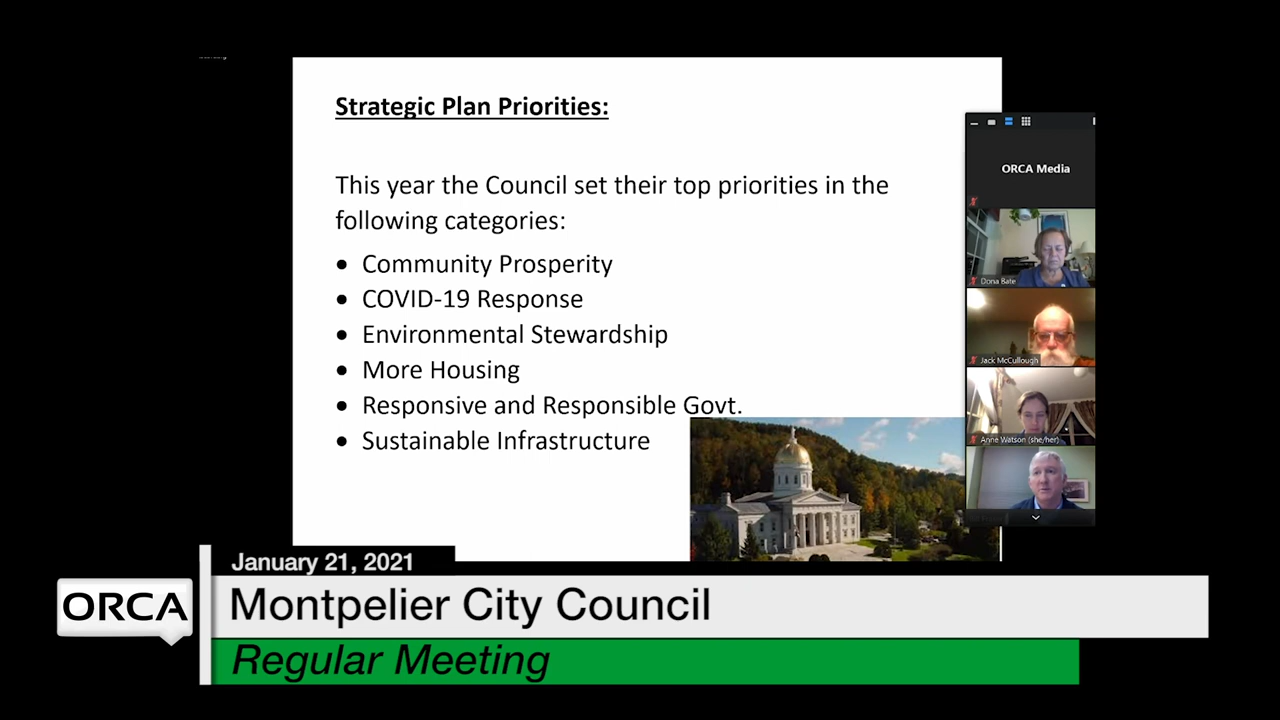 Strategic Plan Priorities:
This year the Council set their top priorities in the
following categories:
• Community Prosperity
• COVID-19 Response
• Environmental Stewardship
• More Housing
• Responsive and Responsible Govt.
• Sustainable Infrastructure
ORCA Media
Dona Bate
Jack McCullough
Anne Watson (she/her)
January 21, 2021
ORCA
Montpelier City Council
Regular Meeting